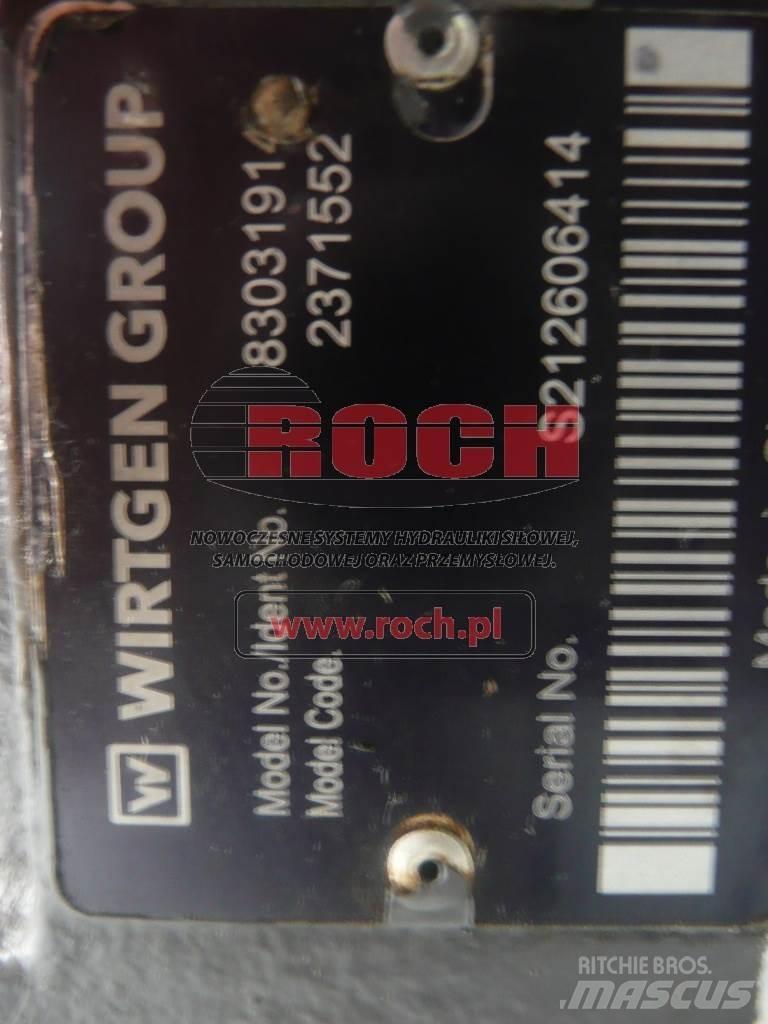 WIRTGEN GROUP
Model No./Ident No. 8303191
Model Code. 2371552
Serial No. S212606414
ROCH
NOWOCZESNE SYSTEMY HYDRAULIKI SIŁOWEJ,
SAMOCHODOWEJ ORAZ PRZEMYSŁOWEJ.
www.roch.pl
RITCHIE BROS.
MASCUS